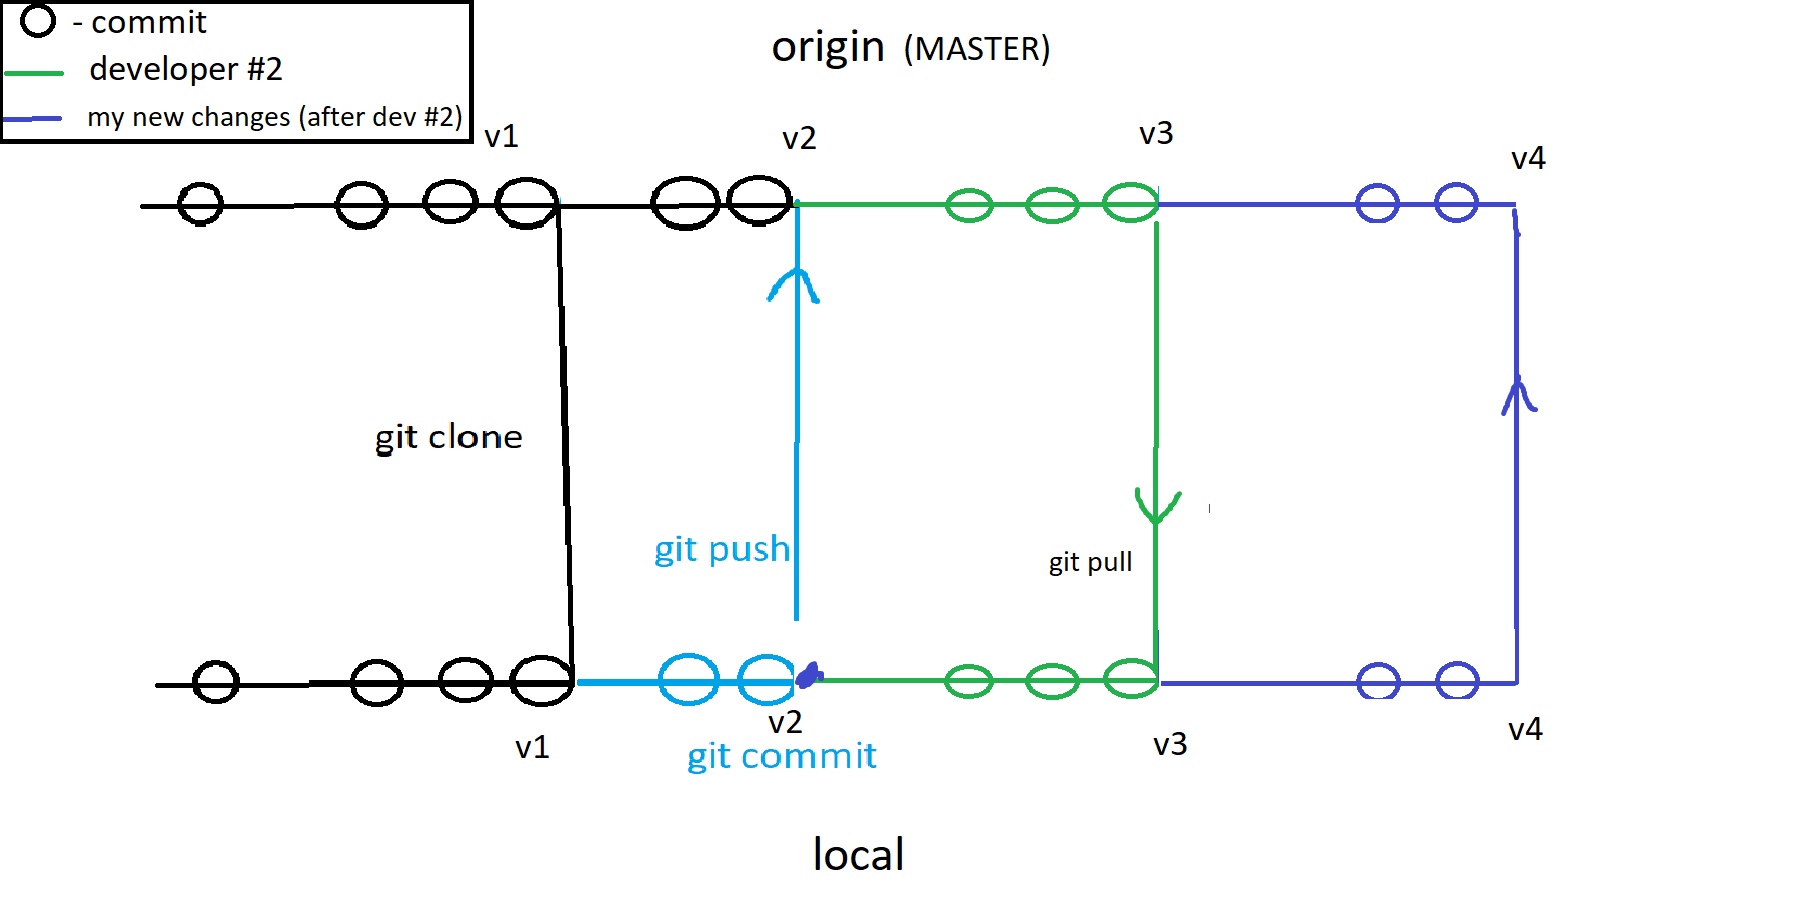 - commit
developer #2
my new changes (after dev #2)
origin (MASTER)
v1
v2
v3
v4
git clone
git push
git pull
v2
git commit
v1
v3
v4
local